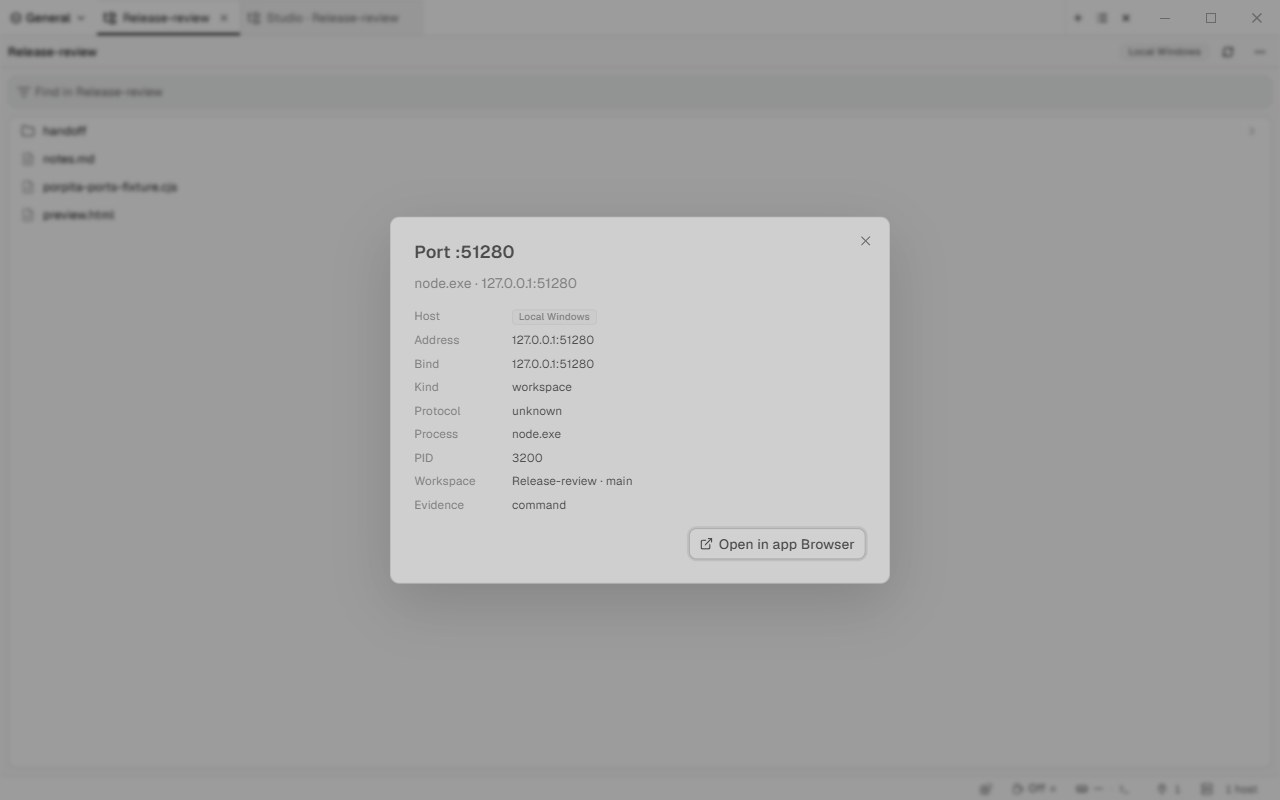 General
Release-review
Studio · Release-review
Release-review
Local Windows
Find in Release-review
handoff
notes.md
porpita-ports-fixture.cjs
preview.html
Port :51280
node.exe · 127.0.0.1:51280
Host Local Windows
Address 127.0.0.1:51280
Bind 127.0.0.1:51280
Kind workspace
Protocol unknown
Process node.exe
PID 3200
Workspace Release-review · main
Evidence command
Open in app Browser
Off
1
1 host